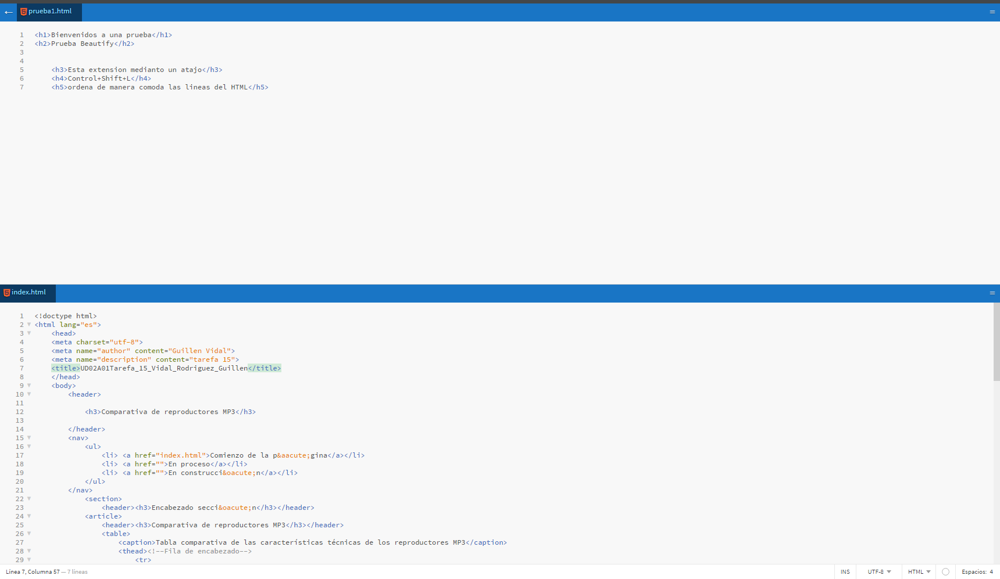 prueba1.html
1 <h1>Bienvenidos a una prueba</h1>
2 <h2>Prueba Beautify</h2>
3
4
5 <h3>Esta extension medianto un atajo</h3>
6 <h4>Control+Shift+L</h4>
7 <h5>ordena de manera comoda las lineas del HTML</h5>
index.html
1 <!doctype html>
2 <html lang="es">
3 <head>
4 <meta charset="utf-8">
5 <meta name="author" content="Guillen Vidal">
6 <meta name="description" content="tarefa 15">
7 <title>UD02A01Tarefa_15_Vidal_Rodriguez_Guillen</title>
8 </head>
9 <body>
10 <header>
11
12 <h3>Comparativa de reproductores MP3</h3>
13
14 </header>
15 <nav>
16 <ul>
17 <li> <a href="index.html">Comienzo de la p&aacute;gina</a></li>
18 <li> <a href="">En proceso</a></li>
19 <li> <a href="">En construcci&oacute;n</a></li>
20 </ul>
21 </nav>
22 <section>
23 <header><h3>Encabezado secci&oacute;n</h3></header>
24 <article>
25 <header><h3>Comparativa de reproductores MP3</h3></header>
26 <table>
27 <caption>Tabla comparativa de las características técnicas de los reproductores MP3</caption>
28 <thead><!--Fila de encabezado-->
29 <tr>
Línea 7, Columna 57 — 7 líneas INS UTF-8 HTML Espacios: 4